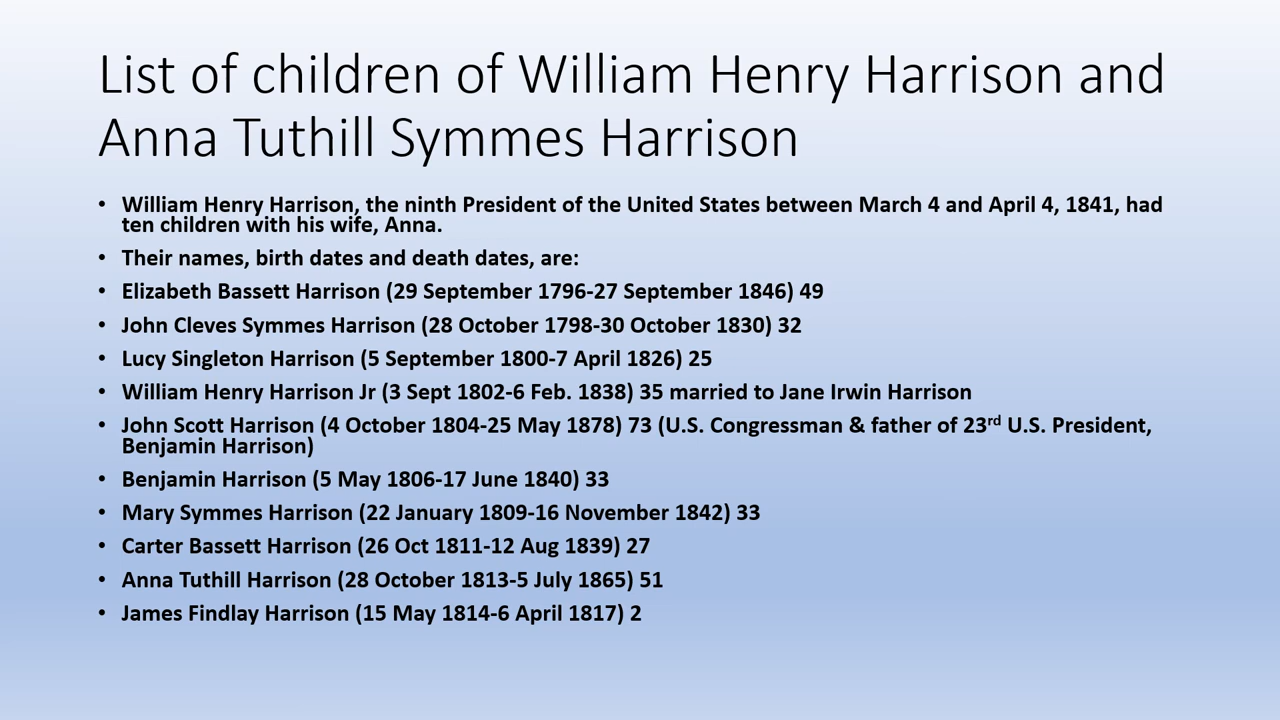 List of children of William Henry Harrison and
Anna Tuthill Symmes Harrison
• William Henry Harrison, the ninth President of the United States between March 4 and April 4, 1841, had
ten children with his wife, Anna.
• Their names, birth dates and death dates, are:
• Elizabeth Bassett Harrison (29 September 1796-27 September 1846) 49
• John Cleves Symmes Harrison (28 October 1798-30 October 1830) 32
• Lucy Singleton Harrison (5 September 1800-7 April 1826) 25
• William Henry Harrison Jr (3 Sept 1802-6 Feb. 1838) 35 married to Jane Irwin Harrison
• John Scott Harrison (4 October 1804-25 May 1878) 73 (U.S. Congressman & father of 23rd U.S. President,
Benjamin Harrison)
• Benjamin Harrison (5 May 1806-17 June 1840) 33
• Mary Symmes Harrison (22 January 1809-16 November 1842) 33
• Carter Bassett Harrison (26 Oct 1811-12 Aug 1839) 27
• Anna Tuthill Harrison (28 October 1813-5 July 1865) 51
• James Findlay Harrison (15 May 1814-6 April 1817) 2